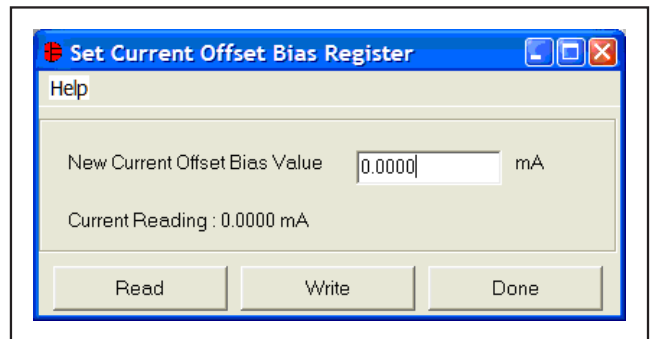 Set Current Offset Bias Register
Help
New Current Offset Bias Value 0.0000 mA
Current Reading : 0.0000 mA
Read Write Done